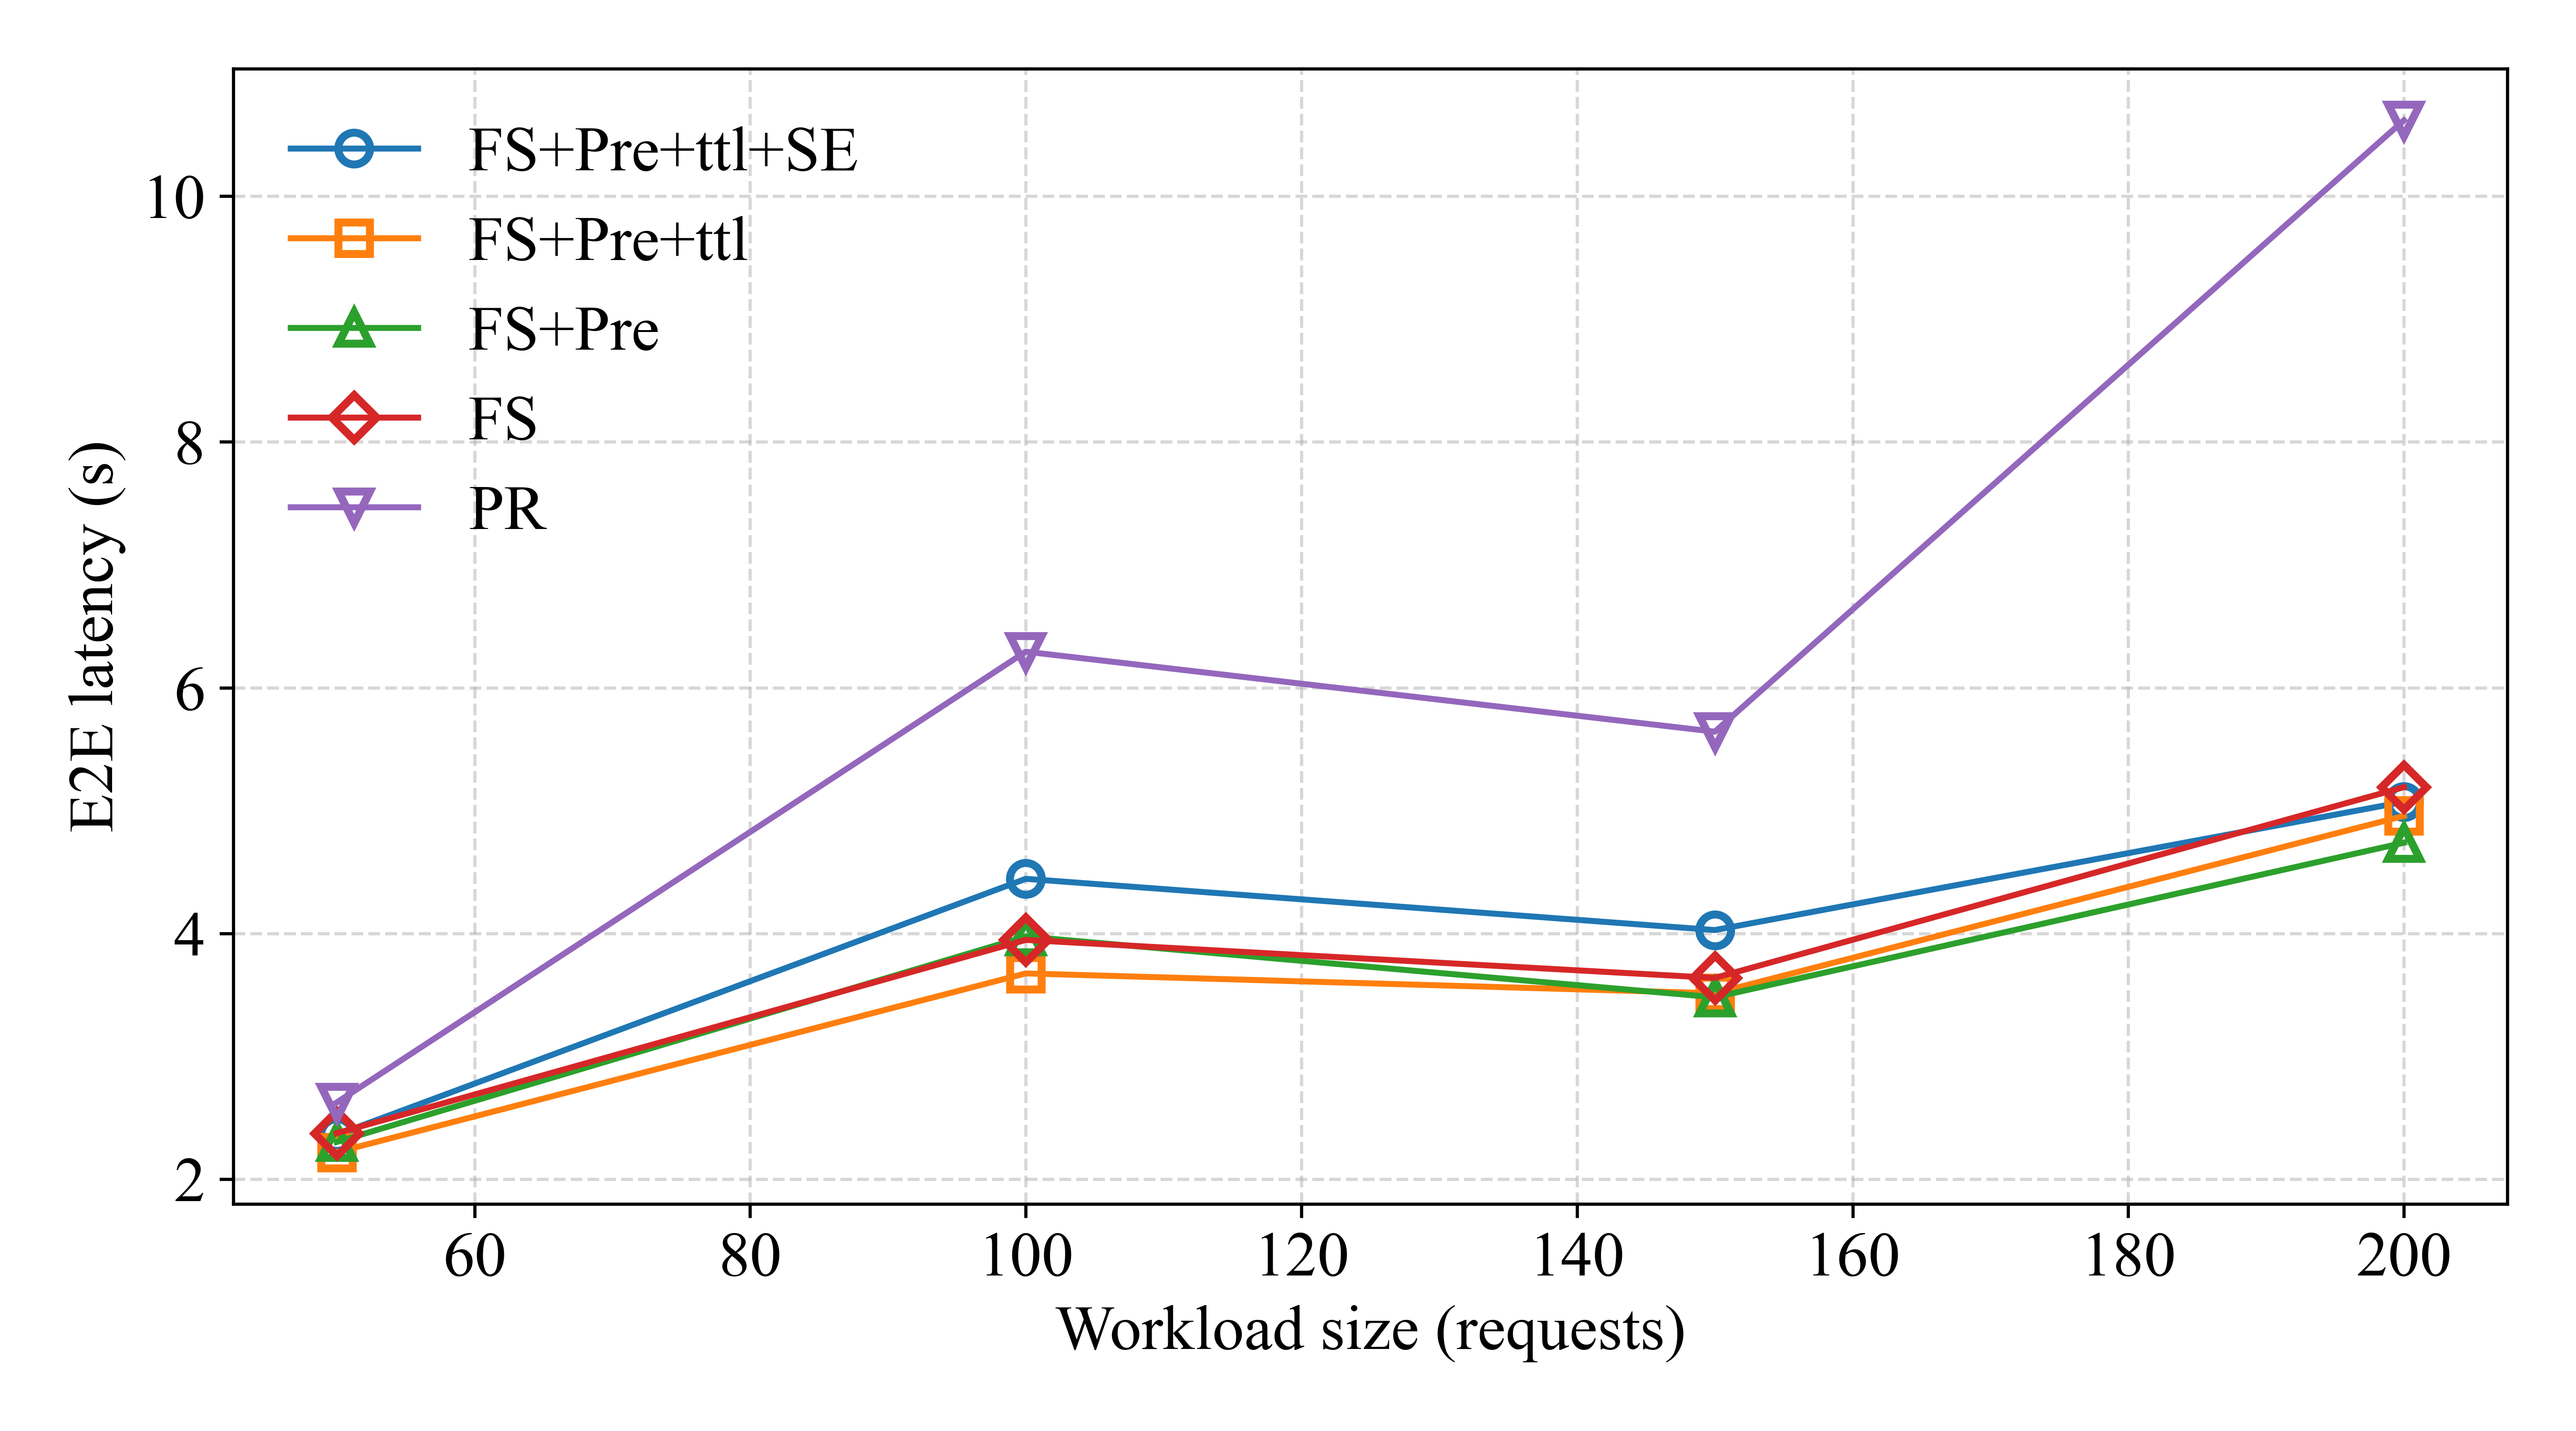 FS+Pre+ttl+SE
FS+Pre+ttl
FS+Pre
FS
PR
E2E latency (s)
10
8
6
4
2
60 80 100 120 140 160 180 200
Workload size (requests)